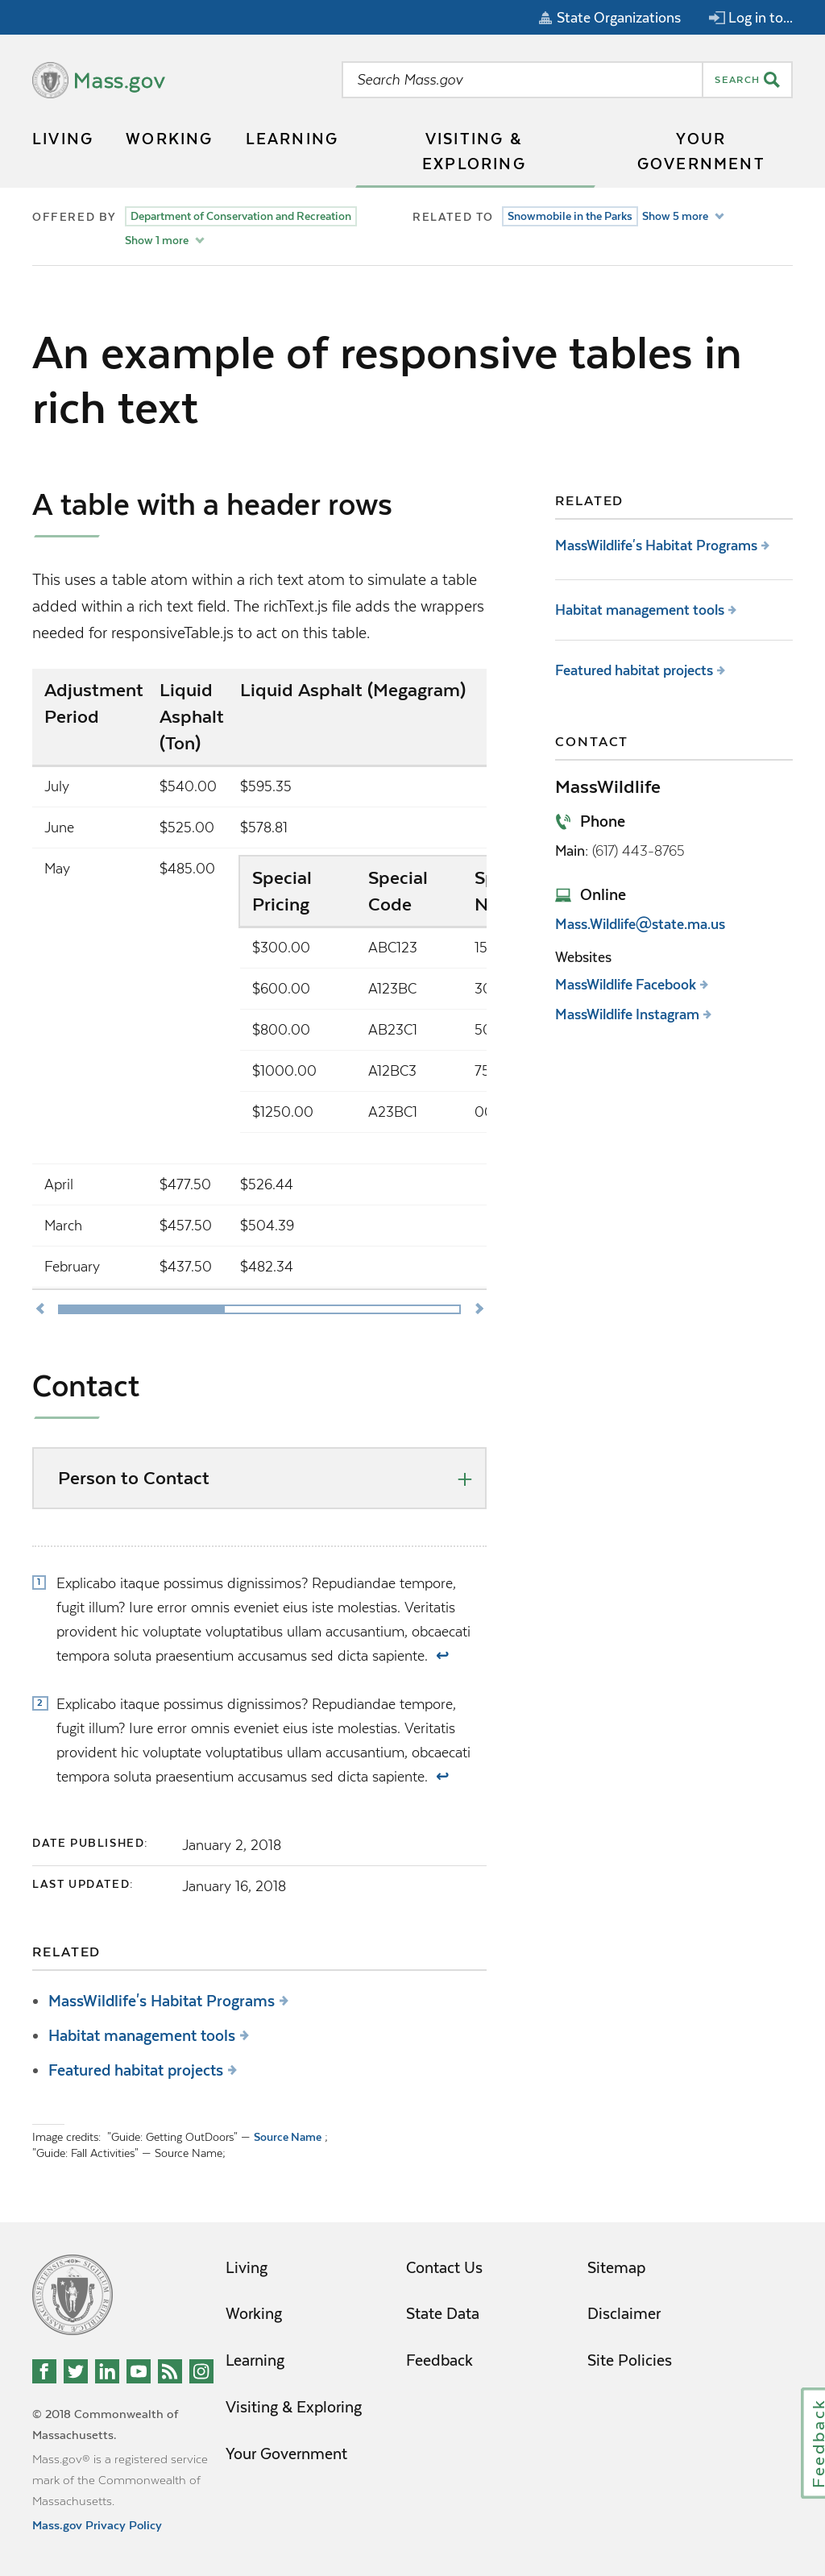 State Organizations Log in to...
Mass.gov
Search Mass.gov
SEARCH
LIVING WORKING LEARNING VISITING & EXPLORING YOUR GOVERNMENT
OFFERED BY Department of Conservation and Recreation
Show 1 more
RELATED TO Snowmobile in the Parks Show 5 more
An example of responsive tables in
rich text
A table with a header rows
This uses a table atom within a rich text atom to simulate a table
added within a rich text field. The richText.js file adds the wrappers
needed for responsiveTable.js to act on this table.
Adjustment Period Liquid Asphalt (Ton) Liquid Asphalt (Megagram)
July $540.00 $595.35
June $525.00 $578.81
May $485.00
Special Pricing Special Code
$300.00 ABC123 15
$600.00 A123BC 30
$800.00 AB23C1 50
$1000.00 A12BC3 75
$1250.00 A23BC1 00
April $477.50 $526.44
March $457.50 $504.39
February $437.50 $482.34
Contact
Person to Contact
1 Explicabo itaque possimus dignissimos? Repudiandae tempore,
fugit illum? Iure error omnis eveniet eius iste molestias. Veritatis
provident hic voluptate voluptatibus ullam accusantium, obcaecati
tempora soluta praesentium accusamus sed dicta sapiente. ↩
2 Explicabo itaque possimus dignissimos? Repudiandae tempore,
fugit illum? Iure error omnis eveniet eius iste molestias. Veritatis
provident hic voluptate voluptatibus ullam accusantium, obcaecati
tempora soluta praesentium accusamus sed dicta sapiente. ↩
DATE PUBLISHED: January 2, 2018
LAST UPDATED: January 16, 2018
RELATED
MassWildlife's Habitat Programs
Habitat management tools
Featured habitat projects
Image credits: "Guide: Getting OutDoors" — Source Name ;
"Guide: Fall Activities" — Source Name;
RELATED
MassWildlife's Habitat Programs
Habitat management tools
Featured habitat projects
CONTACT
MassWildlife
Phone
Main: (617) 443-8765
Online
Mass.Wildlife@state.ma.us
Websites
MassWildlife Facebook
MassWildlife Instagram
© 2018 Commonwealth of
Massachusetts.
Mass.gov® is a registered service
mark of the Commonwealth of
Massachusetts.
Mass.gov Privacy Policy
Living
Working
Learning
Visiting & Exploring
Your Government
Contact Us
State Data
Feedback
Sitemap
Disclaimer
Site Policies
Feedback